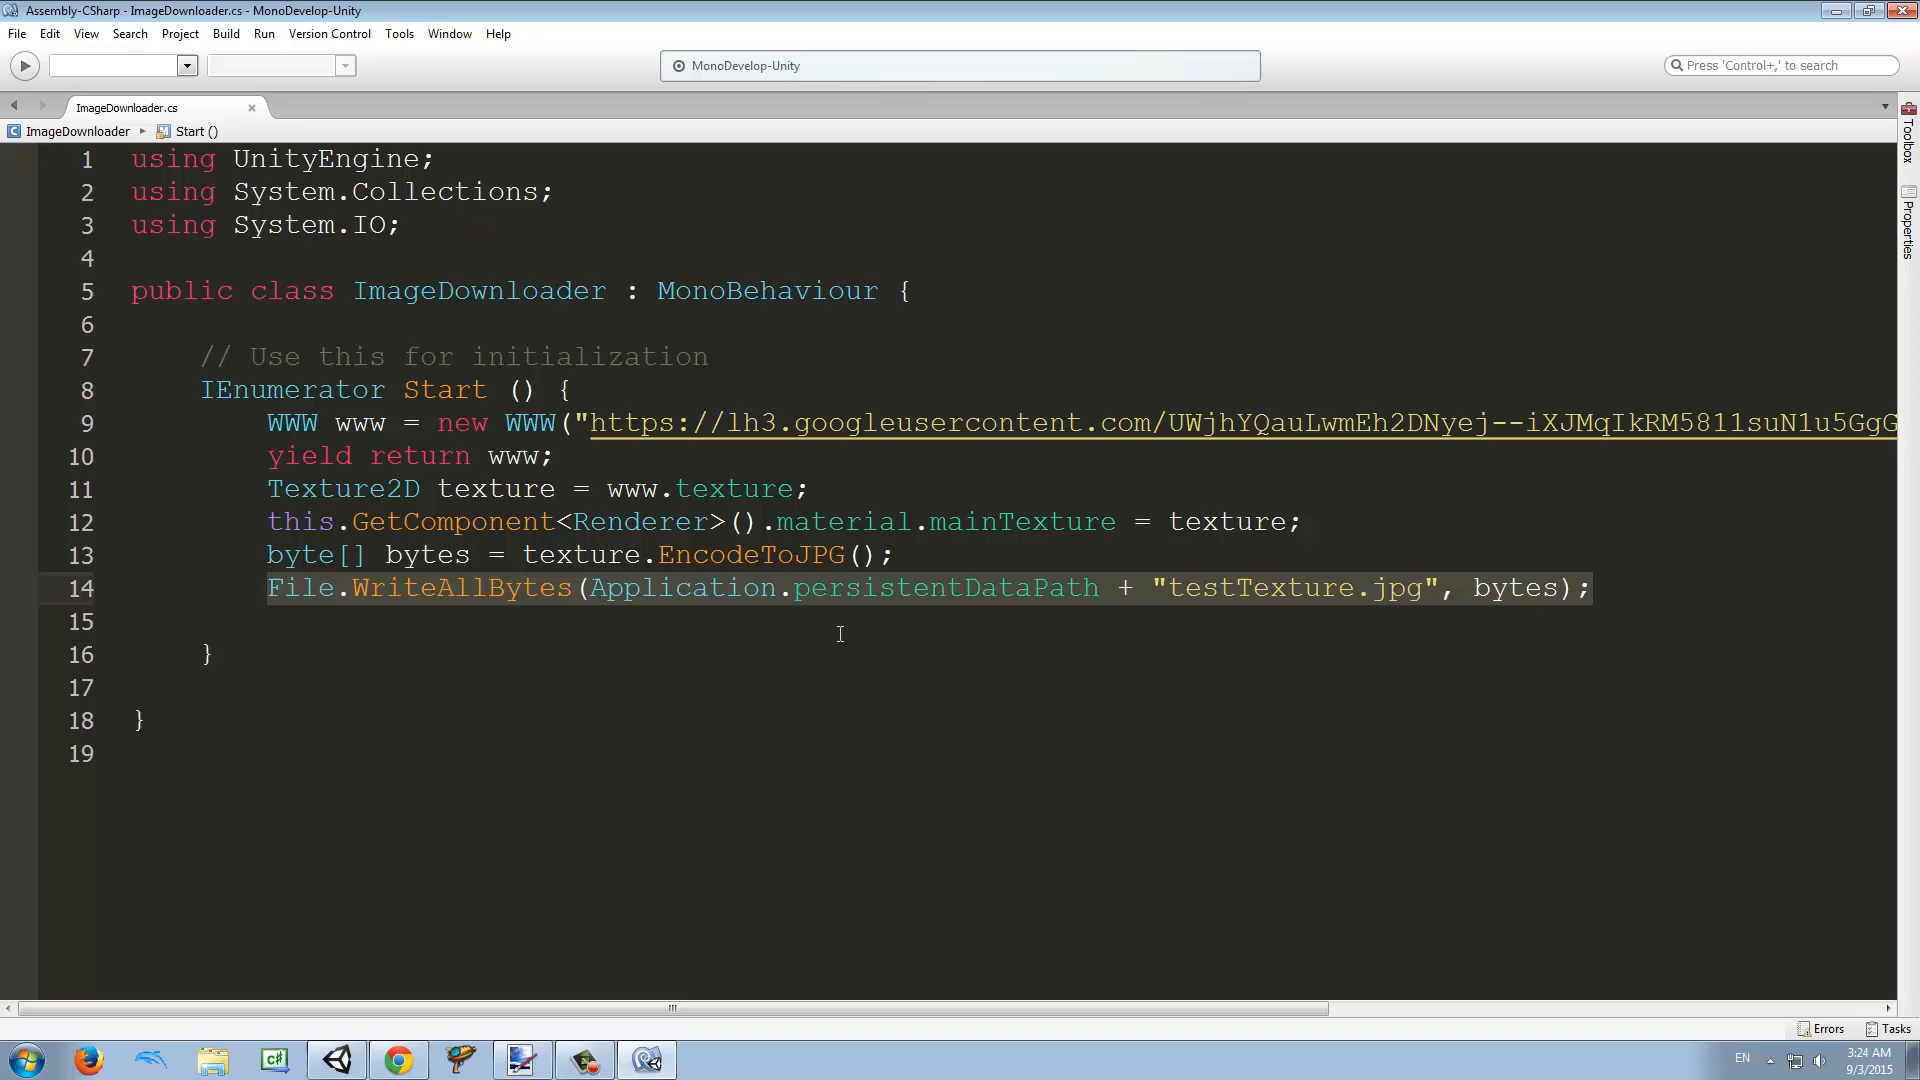 Assembly-CSharp - ImageDownloader.cs - MonoDevelop-Unity
File Edit View Search Project Build Run Version Control Tools Window Help
MonoDevelop-Unity
Press 'Control+,' to search
ImageDownloader.cs
ImageDownloader Start ()
Toolbox
Properties
1 using UnityEngine;
2 using System.Collections;
3 using System.IO;
4
5 public class ImageDownloader : MonoBehaviour {
6
7 // Use this for initialization
8 IEnumerator Start () {
9 WWW www = new WWW("https://lh3.googleusercontent.com/UWjhYQauLwmEh2DNyej--iXJMqIkRM5811suN1u5GgG
10 yield return www;
11 Texture2D texture = www.texture;
12 this.GetComponent<Renderer>().material.mainTexture = texture;
13 byte[] bytes = texture.EncodeToJPG();
14 File.WriteAllBytes(Application.persistentDataPath + "testTexture.jpg", bytes);
15
16 }
17
18 }
19
Errors Tasks
C#
EN
3:24 AM
9/3/2015